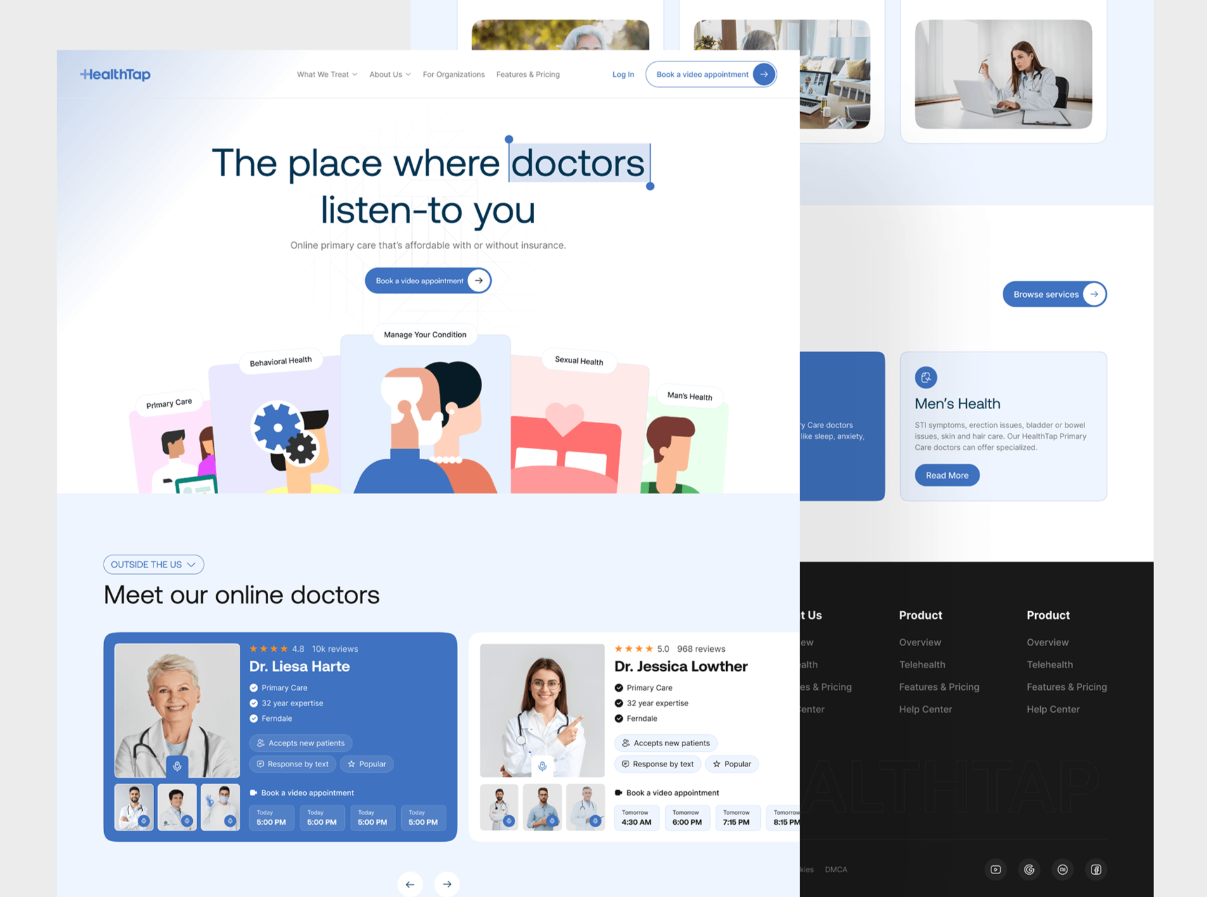 HealthTap
What We Treat
About Us
For Organizations
Features & Pricing
Log In
Book a video appointment
The place where doctors
listen-to you
Online primary care that's affordable with or without insurance.
Book a video appointment
Primary Care
Behavioral Health
Manage Your Condition
Sexual Health
Man's Health
OUTSIDE THE US
Meet our online doctors
4.8 10k reviews
Dr. Liesa Harte
Primary Care
32 year expertise
Ferndale
Accepts new patients
Response by text
Popular
Book a video appointment
Today
5:00 PM
Today
5:00 PM
Today
5:00 PM
Today
5:00 PM
5.0 968 reviews
Dr. Jessica Lowther
Primary Care
32 year expertise
Ferndale
Accepts new patients
Response by text
Popular
Book a video appointment
Tomorrow
4:30 AM
Tomorrow
6:00 PM
Tomorrow
7:15 PM
Tomorrow
8:15 PM
Browse services
Care doctors
like sleep, anxiety,
Men's Health
STI symptoms, erection issues, bladder or bowel
issues, skin and hair care. Our HealthTap Primary
Care doctors can offer specialized.
Read More
t Us
ew
alth
es & Pricing
enter
Product
Overview
Telehealth
Features & Pricing
Help Center
Product
Overview
Telehealth
Features & Pricing
Help Center
ALTHTAP
kies
DMCA